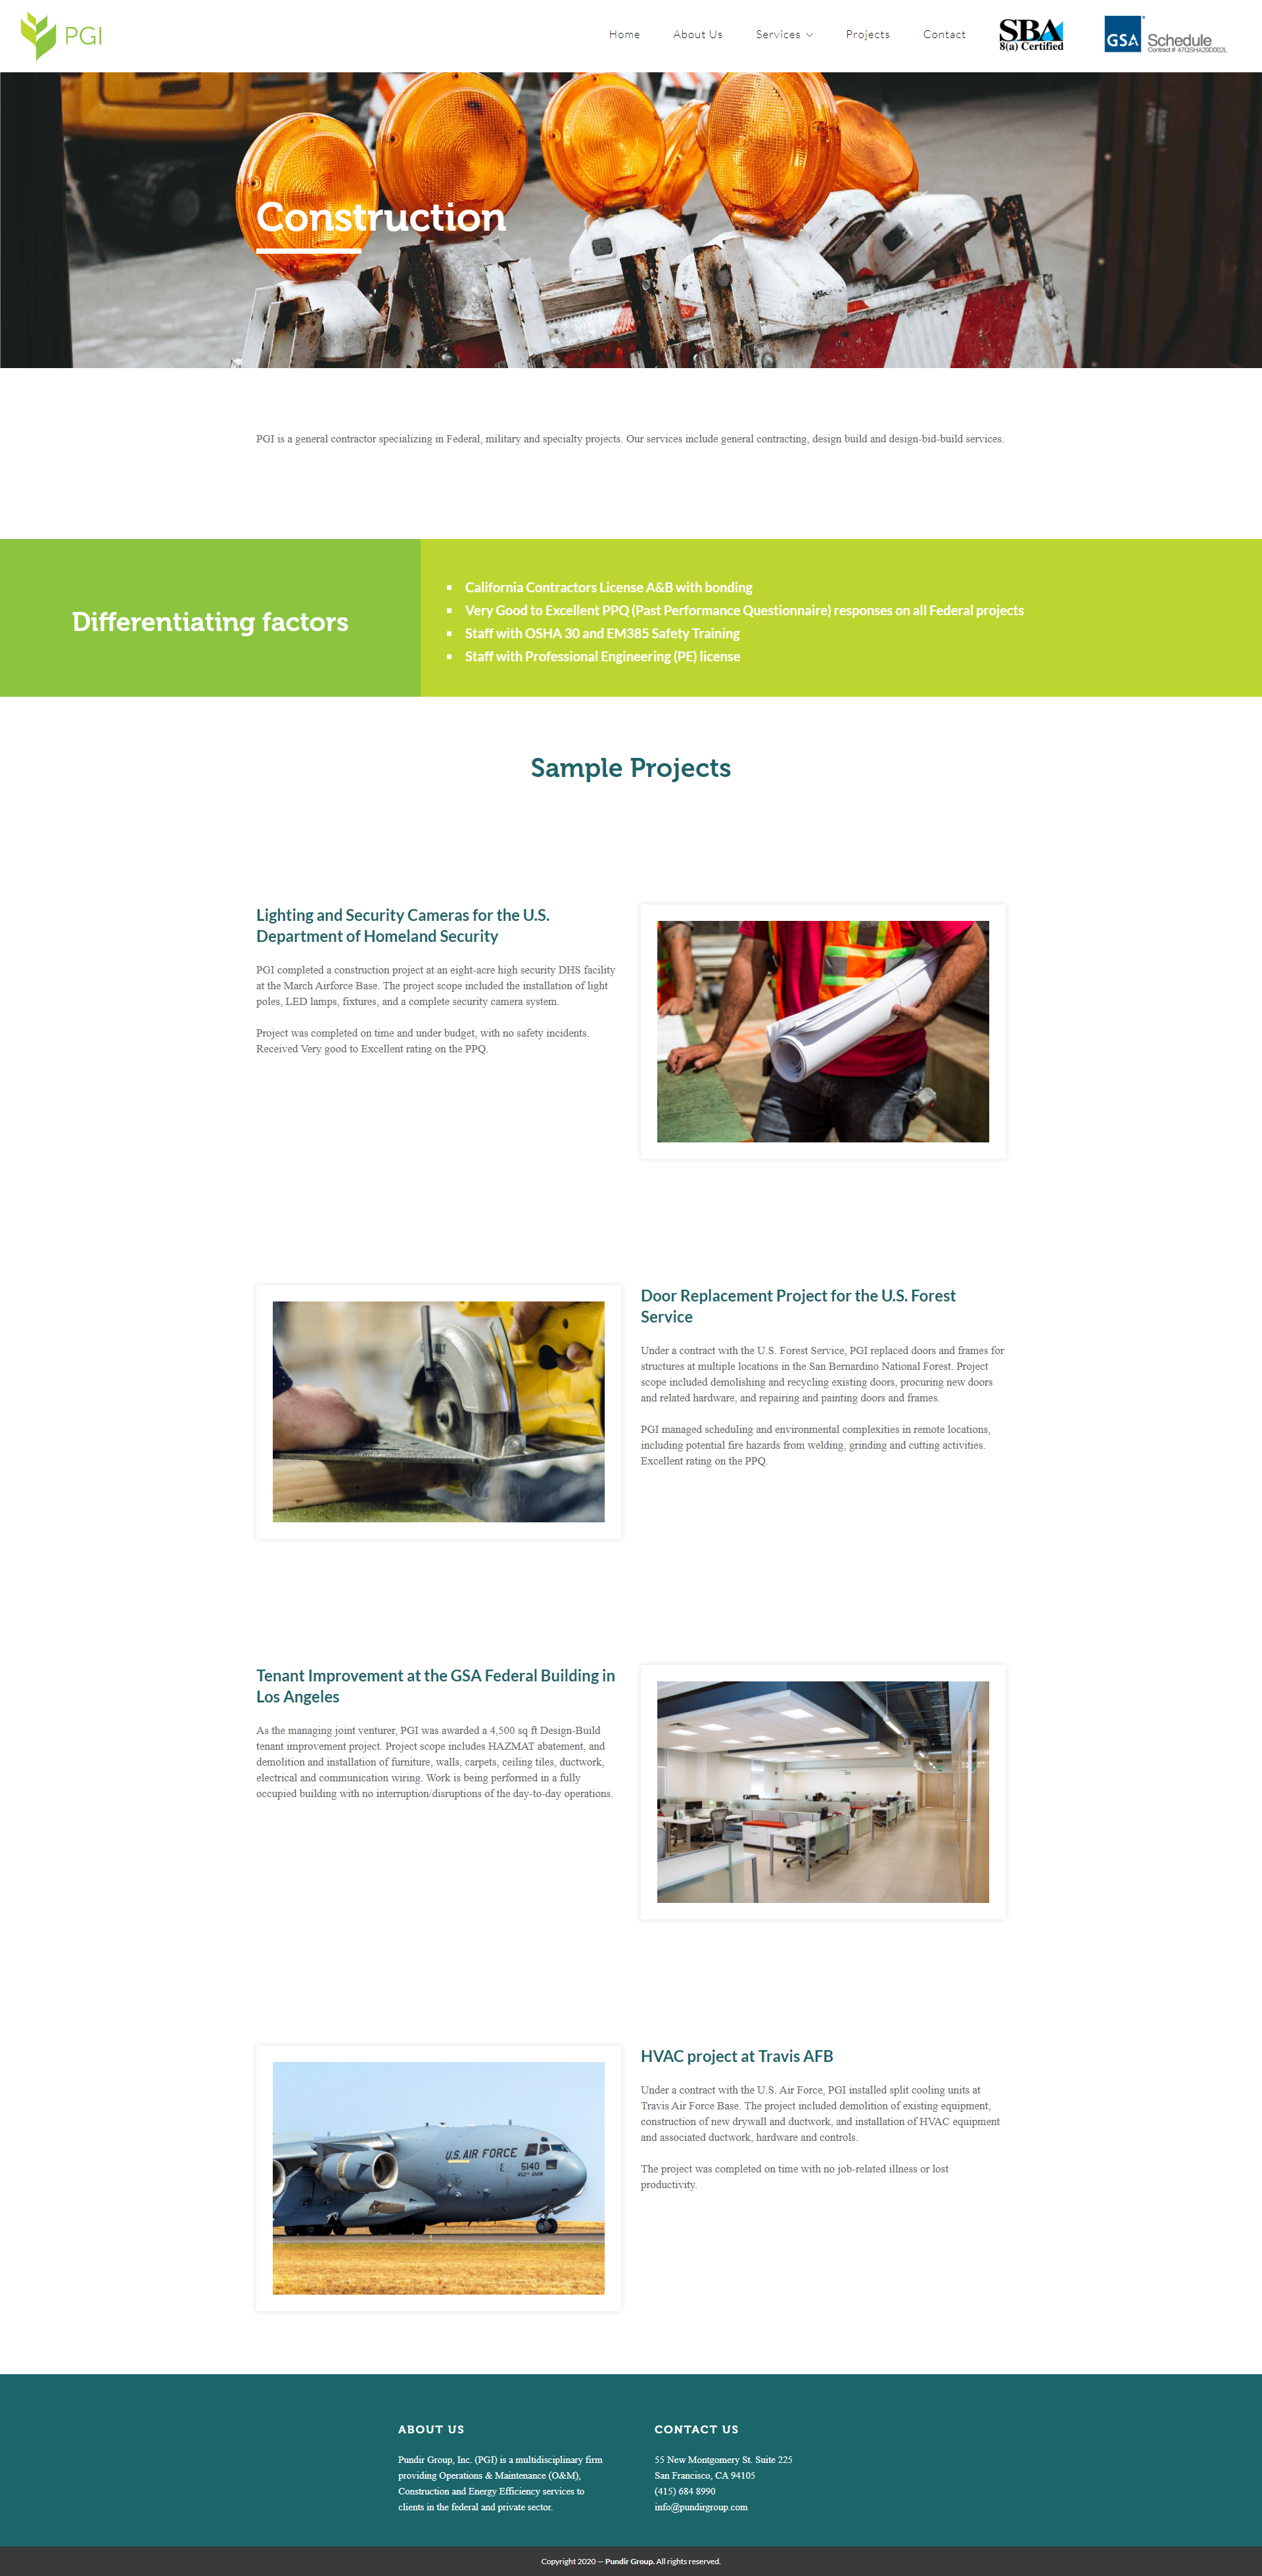 PGI
Home
About Us
Services
Projects
Contact
SBA
8(a) Certified
GSA
Schedule
Contract # 47QSHA20D002L
Construction
PGI is a general contractor specializing in Federal, military and specialty projects. Our services include general contracting, design build and design-bid-build services.
Differentiating factors
California Contractors License A&B with bonding
Very Good to Excellent PPQ (Past Performance Questionnaire) responses on all Federal projects
Staff with OSHA 30 and EM385 Safety Training
Staff with Professional Engineering (PE) license
Sample Projects
Lighting and Security Cameras for the U.S.
Department of Homeland Security
PGI completed a construction project at an eight-acre high security DHS facility
at the March Airforce Base. The project scope included the installation of light
poles, LED lamps, fixtures, and a complete security camera system.
Project was completed on time and under budget, with no safety incidents.
Received Very good to Excellent rating on the PPQ.
Door Replacement Project for the U.S. Forest
Service
Under a contract with the U.S. Forest Service, PGI replaced doors and frames for
structures at multiple locations in the San Bernardino National Forest. Project
scope included demolishing and recycling existing doors, procuring new doors
and related hardware, and repairing and painting doors and frames.
PGI managed scheduling and environmental complexities in remote locations,
including potential fire hazards from welding, grinding and cutting activities.
Excellent rating on the PPQ.
Tenant Improvement at the GSA Federal Building in
Los Angeles
As the managing joint venturer, PGI was awarded a 4,500 sq ft Design-Build
tenant improvement project. Project scope includes HAZMAT abatement, and
demolition and installation of furniture, walls, carpets, ceiling tiles, ductwork,
electrical and communication wiring. Work is being performed in a fully
occupied building with no interruption/disruptions of the day-to-day operations.
U.S. AIR FORCE
5140
HVAC project at Travis AFB
Under a contract with the U.S. Air Force, PGI installed split cooling units at
Travis Air Force Base. The project included demolition of existing equipment,
construction of new drywall and ductwork, and installation of HVAC equipment
and associated ductwork, hardware and controls.
The project was completed on time with no job-related illness or lost
productivity.
ABOUT US
Pundir Group, Inc. (PGI) is a multidisciplinary firm
providing Operations & Maintenance (O&M),
Construction and Energy Efficiency services to
clients in the federal and private sector.
CONTACT US
55 New Montgomery St. Suite 225
San Francisco, CA 94105
(415) 684 8990
info@pundirgroup.com
Copyright 2020 — Pundir Group. All rights reserved.